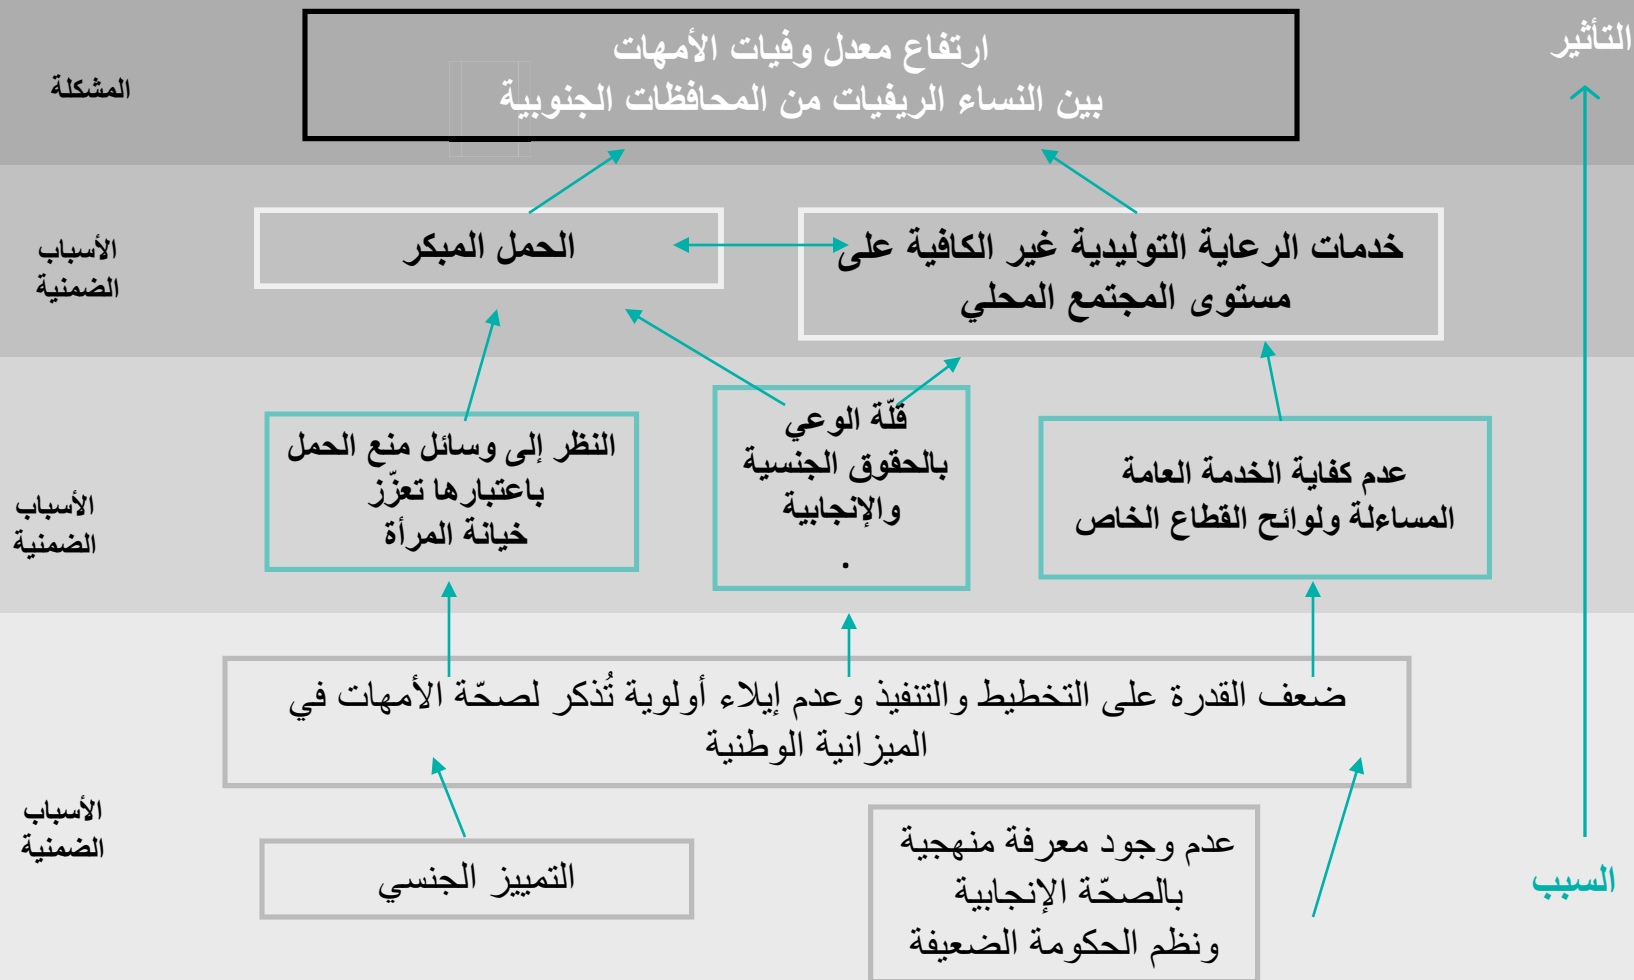 التأثير
ارتفاع معدل وفيات الأمهات
بين النساء الريفيات من المحافظات الجنوبية
المشكلة
خدمات الرعاية التوليدية غير الكافية على
مستوى المجتمع المحلي
الحمل المبكر
الأسباب
الضمنية
عدم كفاية الخدمة العامة
المساءلة ولوائح القطاع الخاص
قلّة الوعي
بالحقوق الجنسية
والإنجابية
.
النظر إلى وسائل منع الحمل
باعتبارها تعزّز
خيانة المرأة
الأسباب
الضمنية
ضعف القدرة على التخطيط والتنفيذ وعدم إيلاء أولوية تُذكر لصحّة الأمهات في
الميزانية الوطنية
الأسباب
الضمنية
السبب
عدم وجود معرفة منهجية
بالصحّة الإنجابية
ونظم الحكومة الضعيفة
التمييز الجنسي